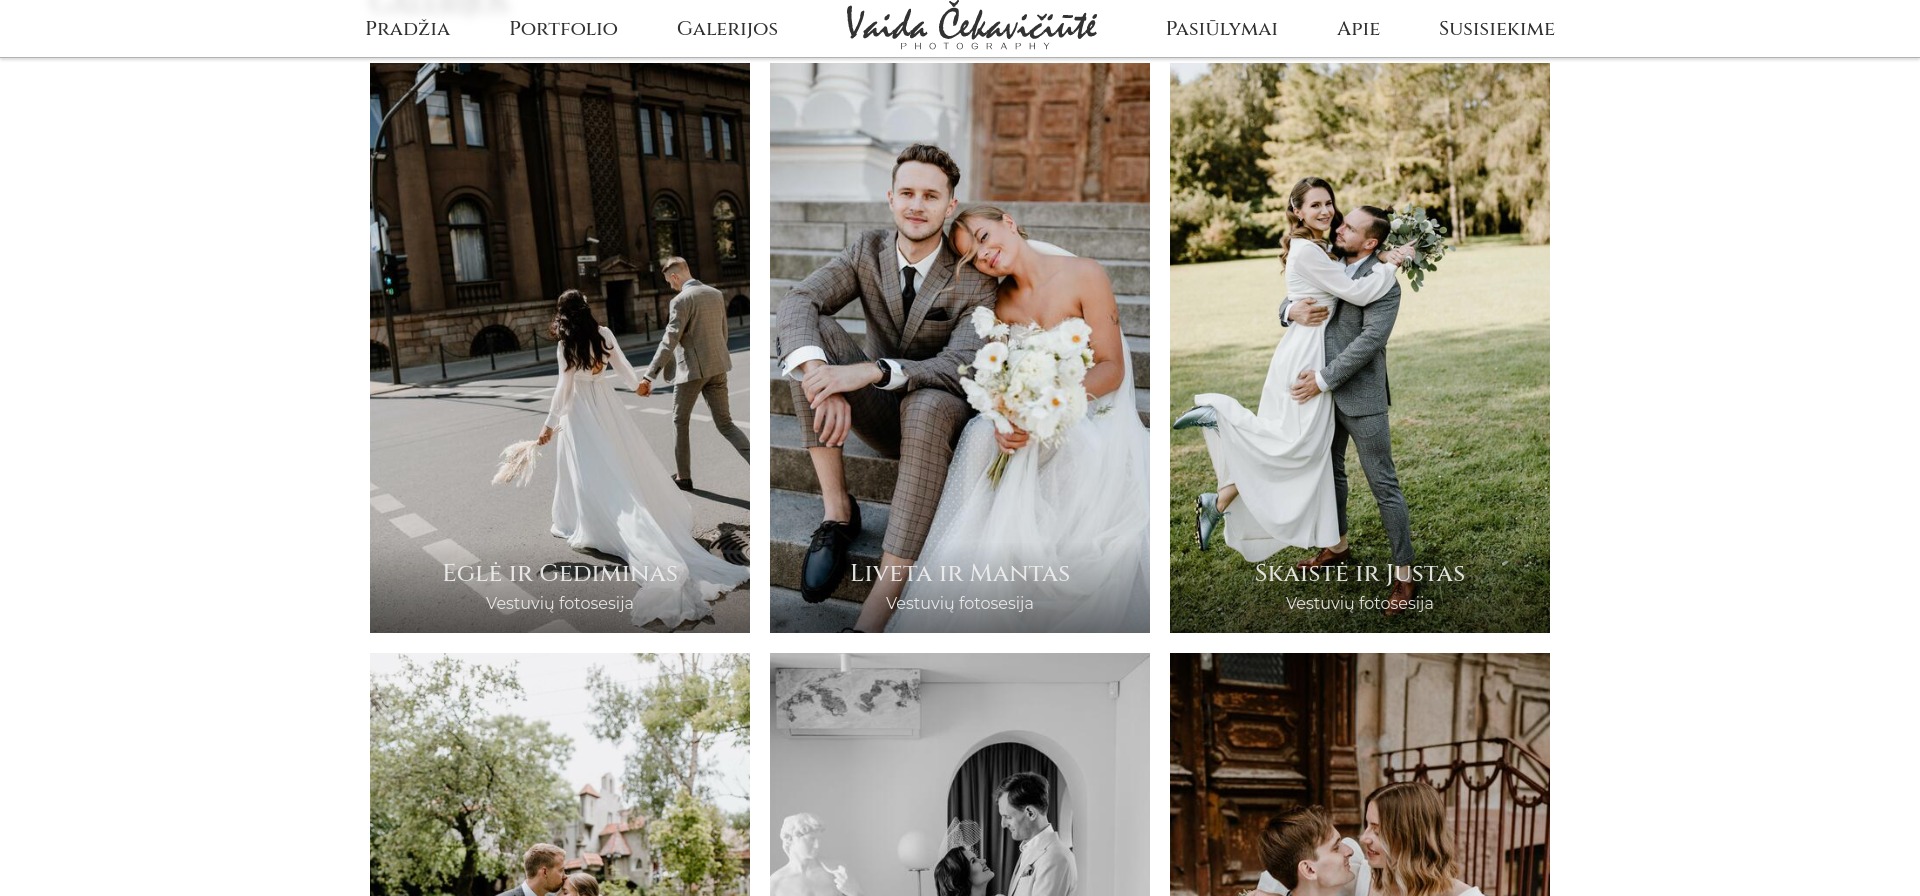 Pradžia
Portfolio
Galerijos
Vaida Čekavičiūtė
PHOTOGRAPHY
Pasiūlymai
Apie
Susisiekime
Eglė ir Gediminas
Vestuvių fotosesija
Liveta ir Mantas
Vestuvių fotosesija
Skaistė ir Justas
Vestuvių fotosesija